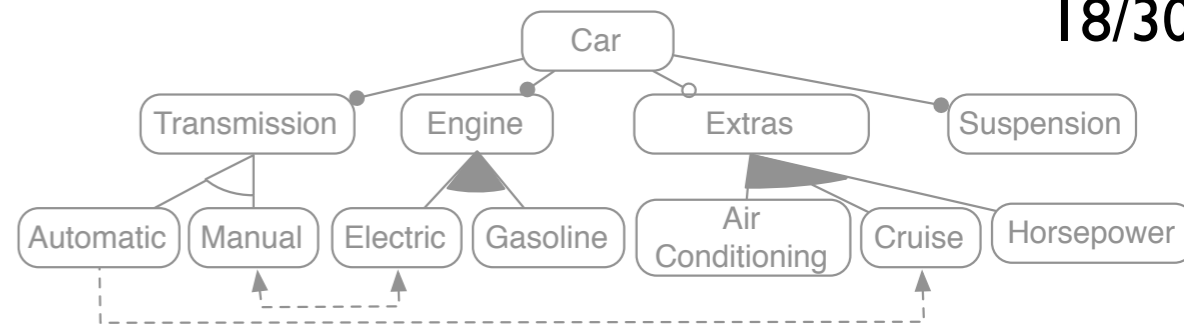 18/30
Car
Transmission
Engine
Extras
Suspension
Automatic
Manual
Electric
Gasoline
Air
Conditioning
Cruise
Horsepower